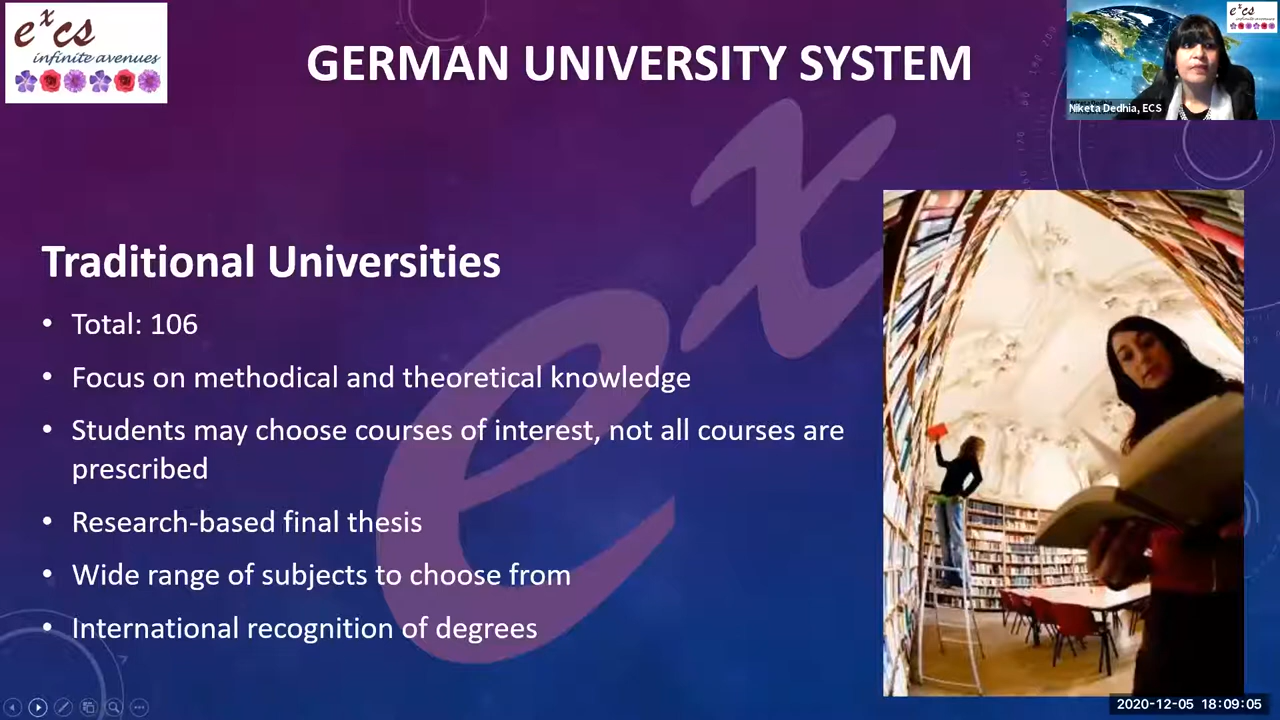 e^x cs
infinite avenues
GERMAN UNIVERSITY SYSTEM
e^x cs
Niketa Dedhia, ECS
Traditional Universities
• Total: 106
• Focus on methodical and theoretical knowledge
• Students may choose courses of interest, not all courses are
prescribed
• Research-based final thesis
• Wide range of subjects to choose from
• International recognition of degrees
e^x
2020-12-05 18:09:05